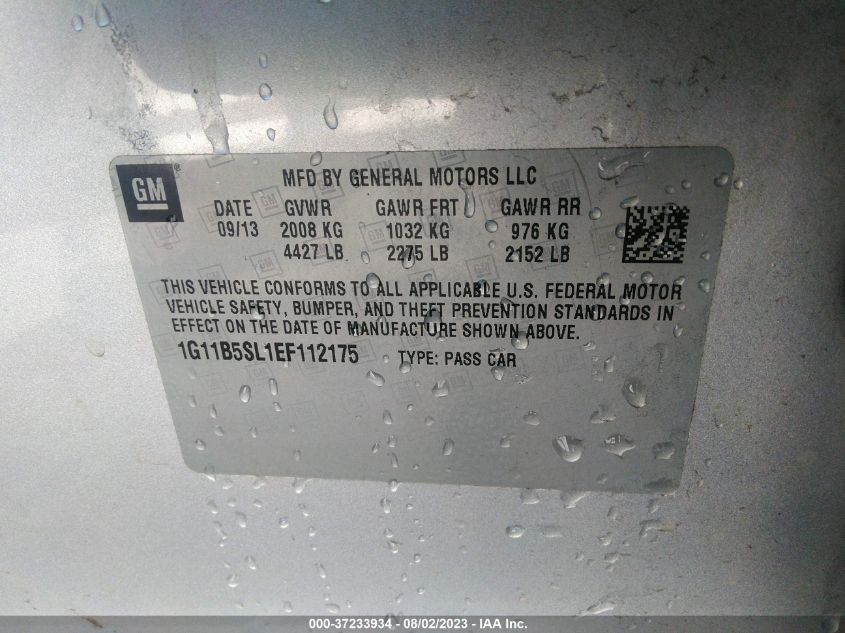 GM
MFD BY GENERAL MOTORS LLC
DATE GVWR GAWR FRT GAWR RR
09/13 2008 KG 1032 KG 976 KG
4427 LB 2275 LB 2152 LB
THIS VEHICLE CONFORMS TO ALL APPLICABLE U.S. FEDERAL MOTOR
VEHICLE SAFETY, BUMPER, AND THEFT PREVENTION STANDARDS IN
EFFECT ON THE DATE OF MANUFACTURE SHOWN ABOVE.
1G11B5SL1EF112175 TYPE: PASS CAR
000-37233934 - 08/02/2023 - IAA Inc.